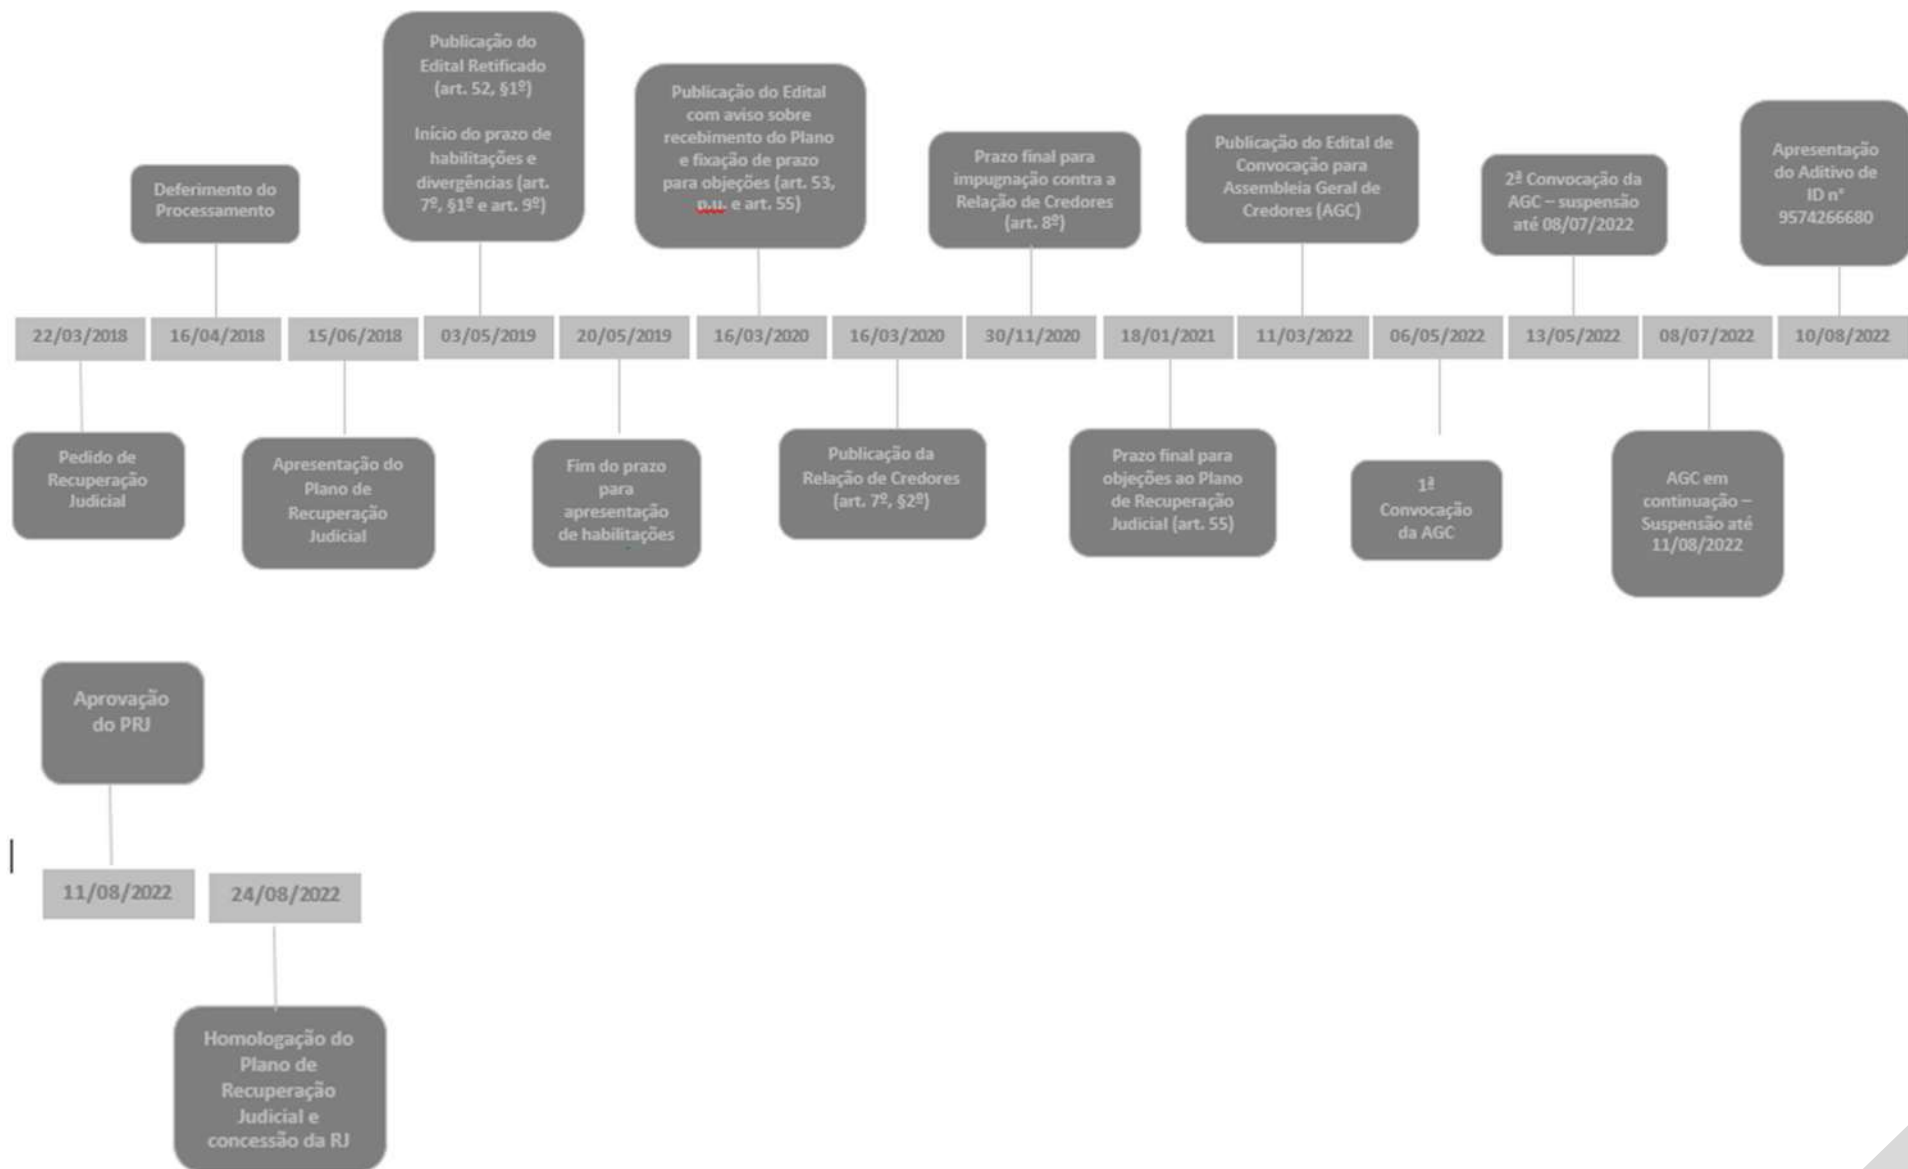 Publicação do
Edital Retificado
(art. 52, §1º)
Início do prazo de
habilitações e
divergências (art.
7º, §1º e art. 9º)
Publicação do Edital
com aviso sobre
recebimento do Plano
e fixação de prazo
para objeções (art. 53,
p.u. e art. 55)
Deferimento do
Processamento
Prazo final para
impugnação contra a
Relação de Credores
(art. 8º)
Publicação do Edital de
Convocação para
Assembleia Geral de
Credores (AGC)
2ª Convocação da
AGC – suspensão
até 08/07/2022
Apresentação
do Aditivo de
ID n°
9574266680
22/03/2018
16/04/2018
15/06/2018
03/05/2019
20/05/2019
16/03/2020
16/03/2020
30/11/2020
18/01/2021
11/03/2022
06/05/2022
13/05/2022
08/07/2022
10/08/2022
Pedido de
Recuperação
Judicial
Apresentação do
Plano de
Recuperação
Judicial
Fim do prazo
para
apresentação
de habilitações
Publicação da
Relação de Credores
(art. 7º, §2º)
Prazo final para
objeções ao Plano
de Recuperação
Judicial (art. 55)
1ª
Convocação
da AGC
AGC em
continuação –
Suspensão até
11/08/2022
Aprovação
do PRJ
11/08/2022
24/08/2022
Homologação do
Plano de
Recuperação
Judicial e
concessão da RJ